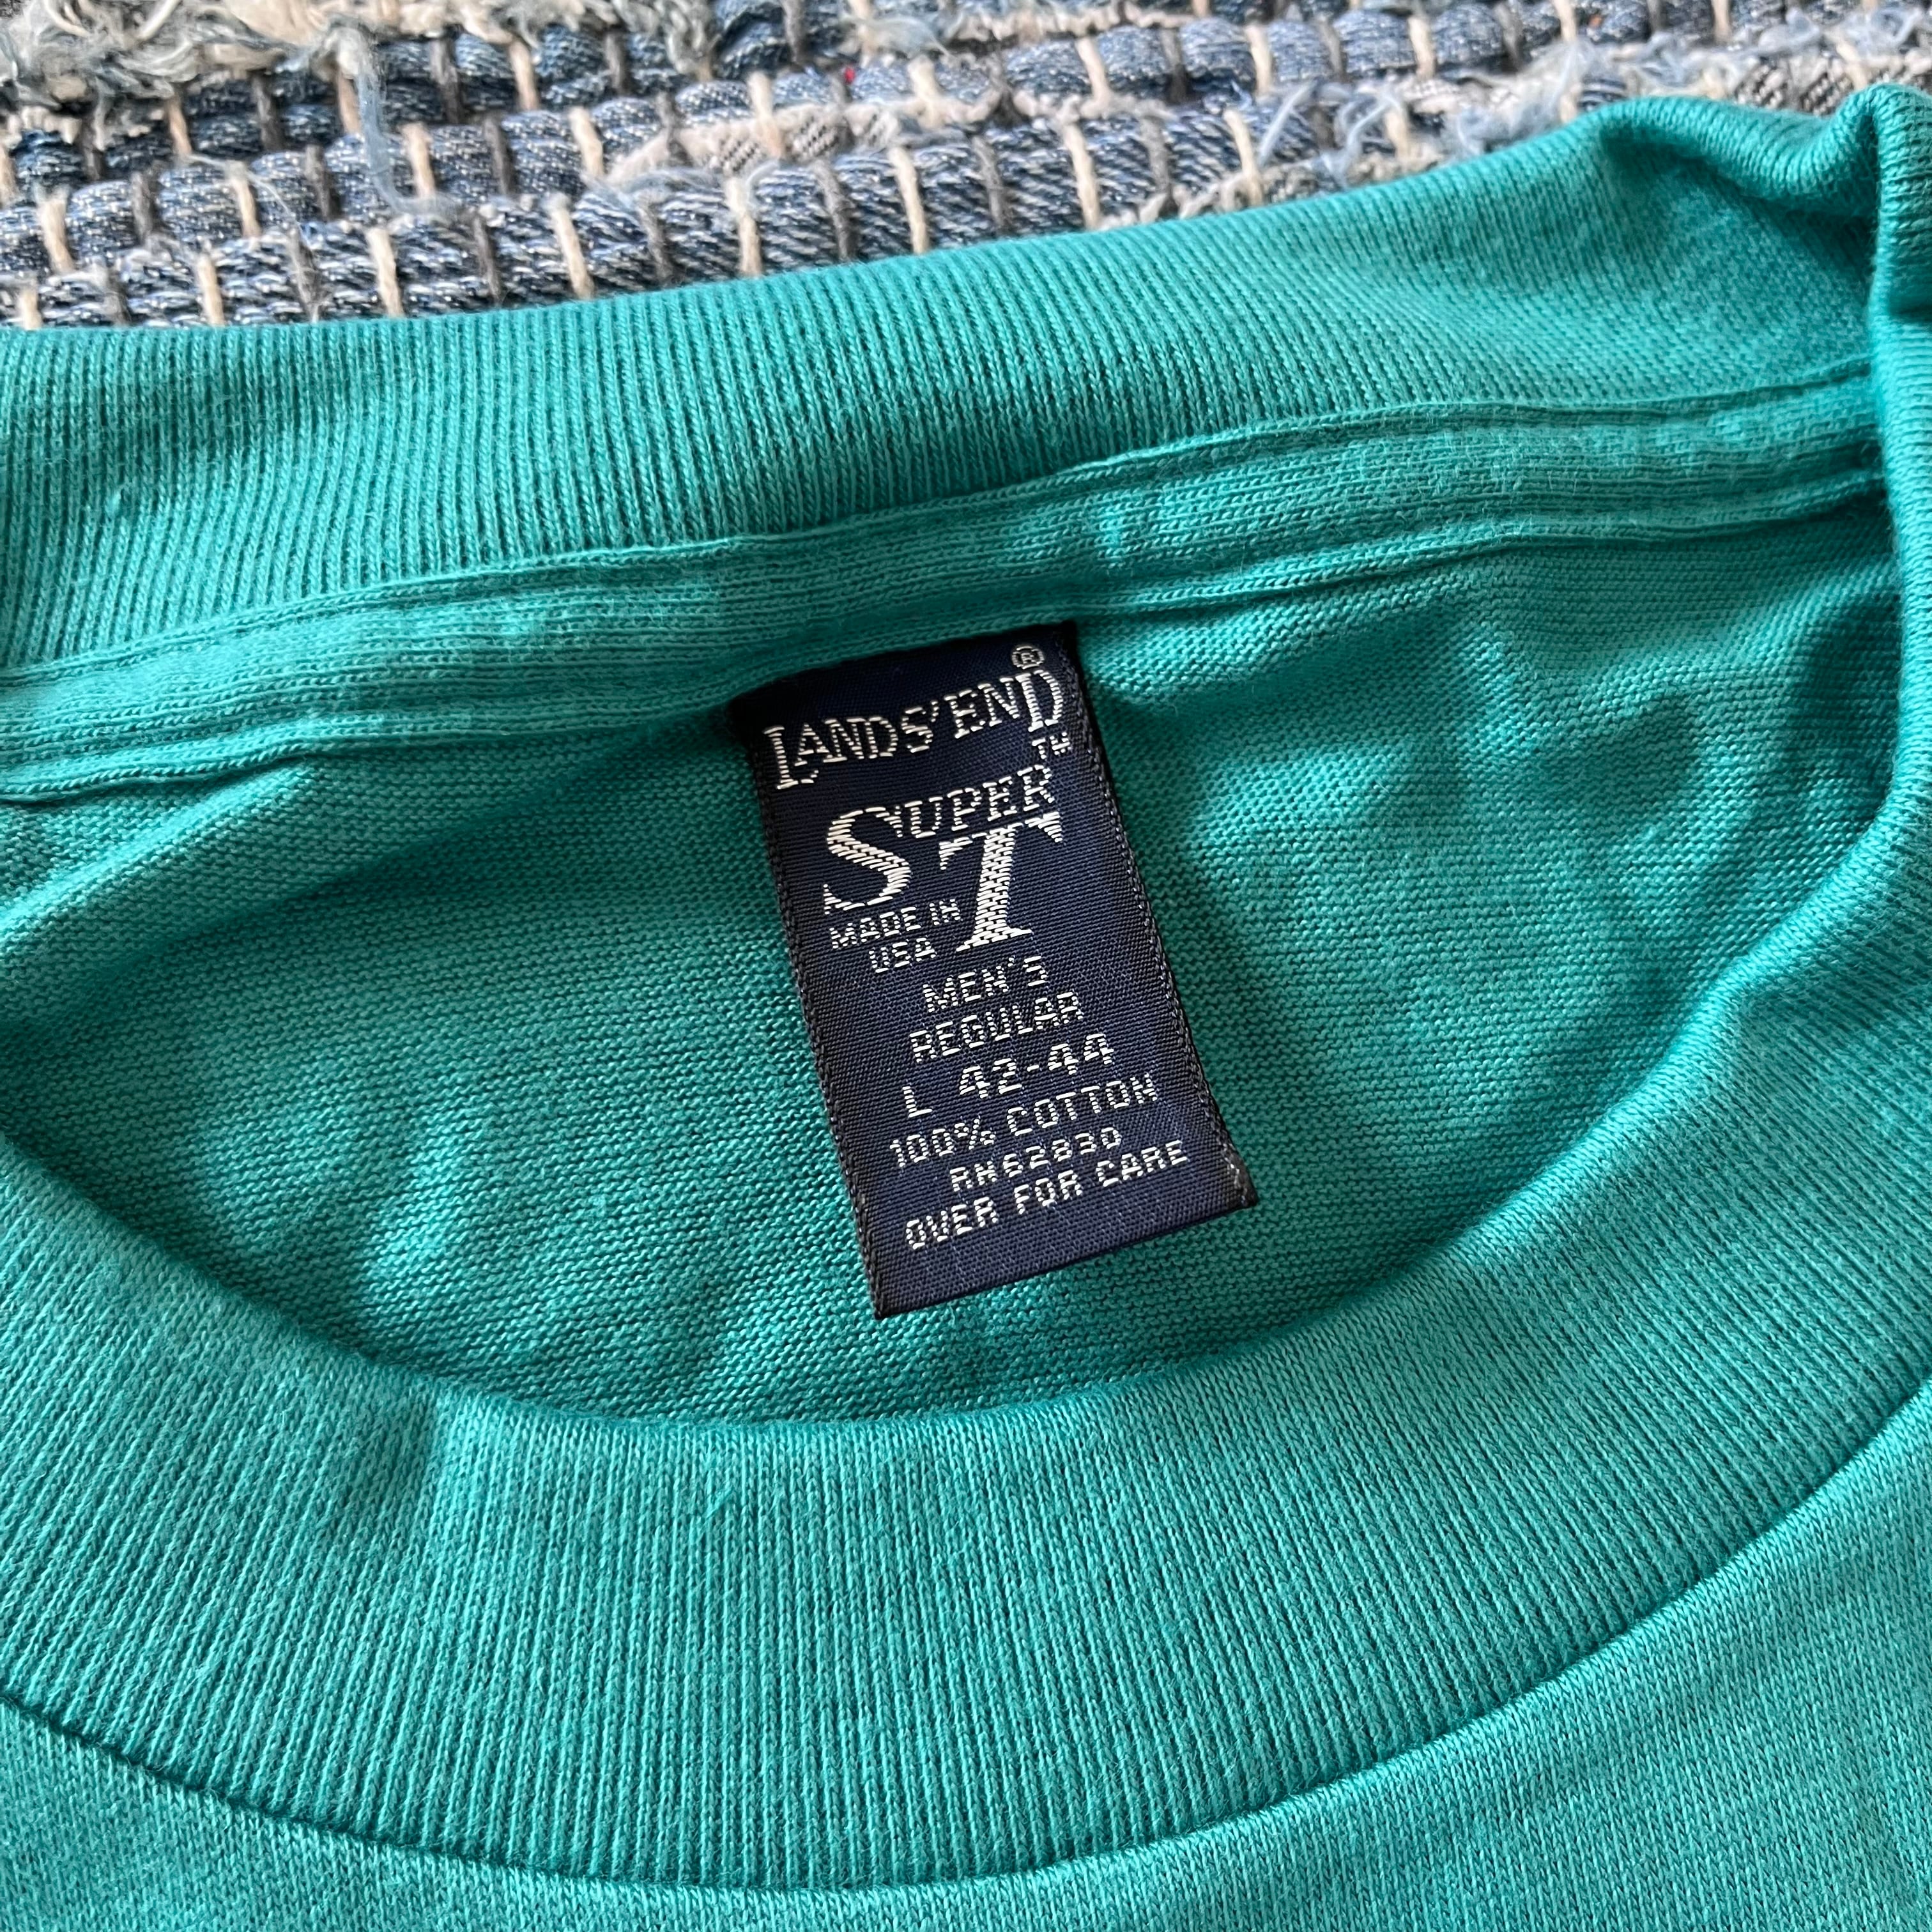 LANDS' END®
SUPER™
T
MADE IN
USA
MEN'S
REGULAR
L 42-44
100% COTTON
RN62830
OVER FOR CARE